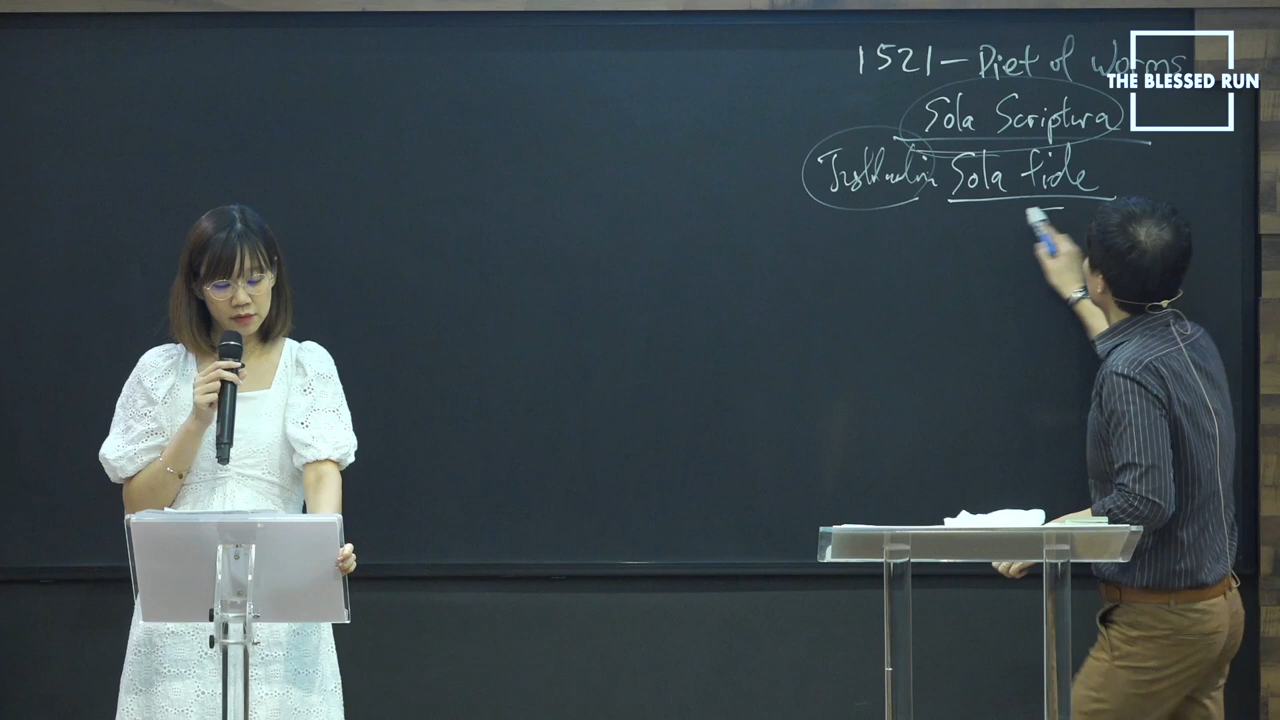 1521 - Diet of Worms
THE BLESSED RUN
Sola Scriptura
Sola fide